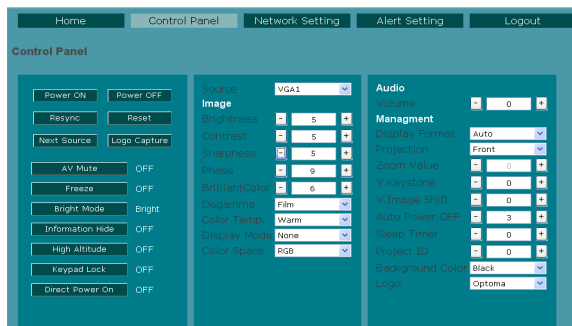 Home Control Panel Network Setting Alert Setting Logout
Control Panel
Power ON Power OFF
Resync Reset
Next Source Logo Capture
AV Mute OFF
Freeze OFF
Bright Mode Bright
Information Hide OFF
High Altitude OFF
Keypad Lock OFF
Direct Power On OFF
Source VGA1
Image
Brightness - 5 +
Contrast - 5 +
Sharpness - 5 +
Phase - 9 +
BrilliantColor - 6 +
Degamma Film
Color Temp. Warm
Display Mode None
Color Space RGB
Audio
Volume - 0 +
Managment
Display Format Auto
Projection Front
Zoom Value - 0 +
V.Keystone - 0 +
V.Image Shift - 0 +
Auto Power OFF - 3 +
Sleep Timer - 0 +
Project ID - 0 +
Background Color Black
Logo Optoma